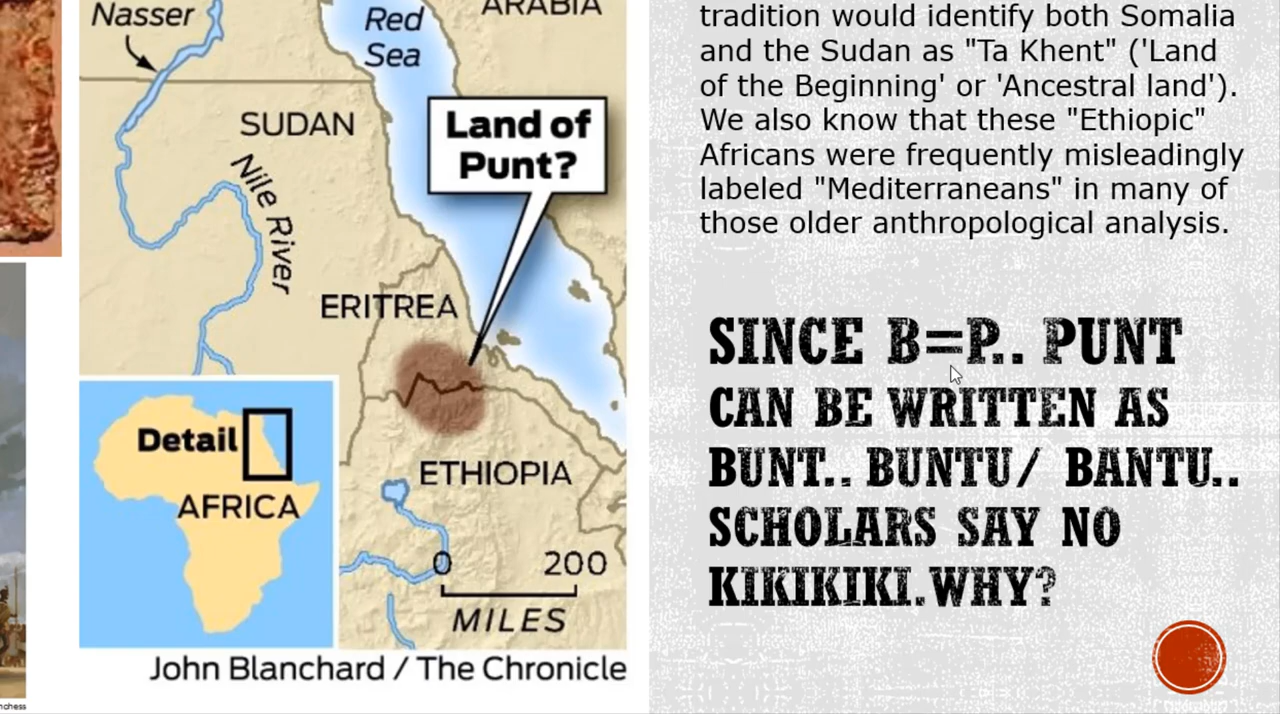 Nasser
Red
Sea
SUDAN
Land of
Punt?
Nile River
ERITREA
Detail
AFRICA
ETHIOPIA
0 200
MILES
John Blanchard / The Chronicle
tradition would identify both Somalia
and the Sudan as "Ta Khent" ('Land
of the Beginning' or 'Ancestral land').
We also know that these "Ethiopic"
Africans were frequently misleadingly
labeled "Mediterraneans" in many of
those older anthropological analysis.
SINCE B=P.. PUNT
CAN BE WRITTEN AS
BUNT.. BUNTU/ BANTU..
SCHOLARS SAY NO
KIKIKIKI.WHY?